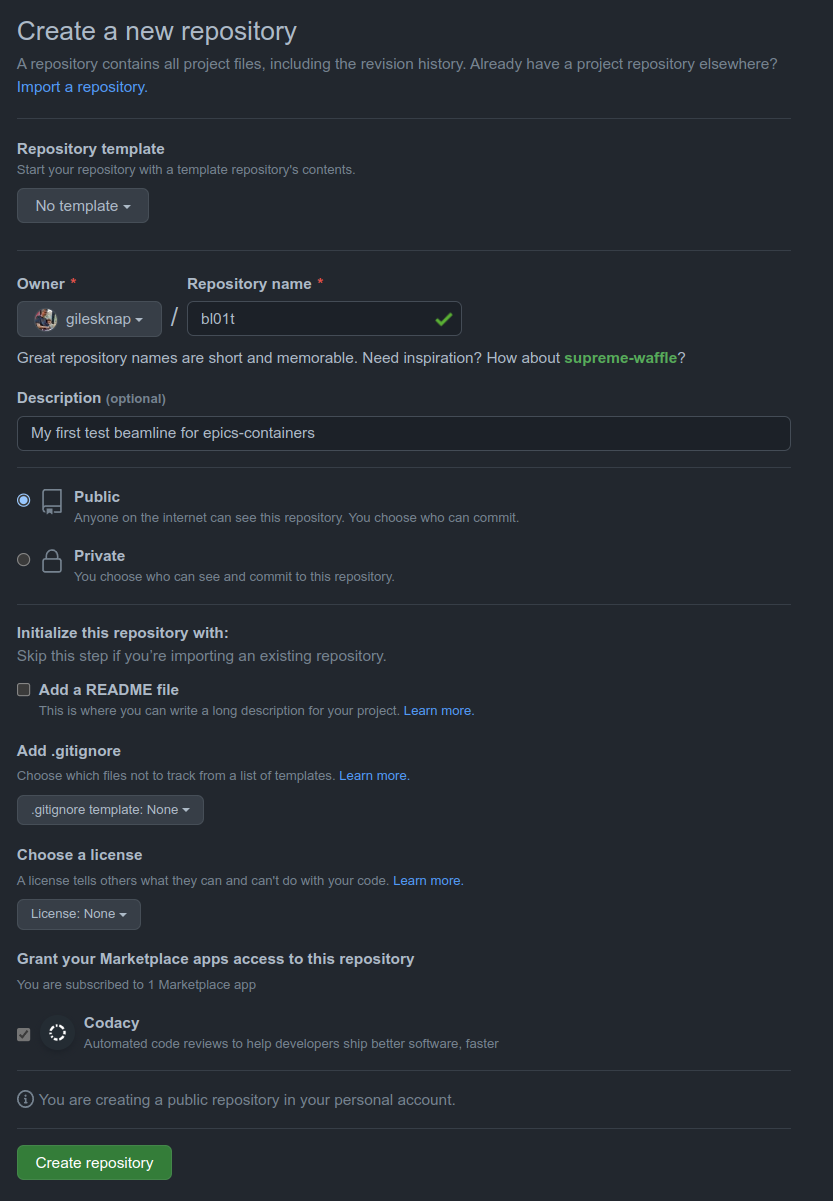 Create a new repository
A repository contains all project files, including the revision history. Already have a project repository elsewhere?
Import a repository.
Repository template
Start your repository with a template repository's contents.
No template
Owner * Repository name *
gilesknap / bl01t
Great repository names are short and memorable. Need inspiration? How about supreme-waffle?
Description (optional)
My first test beamline for epics-containers
Public
Anyone on the internet can see this repository. You choose who can commit.
Private
You choose who can see and commit to this repository.
Initialize this repository with:
Skip this step if you’re importing an existing repository.
Add a README file
This is where you can write a long description for your project. Learn more.
Add .gitignore
Choose which files not to track from a list of templates. Learn more.
.gitignore template: None
Choose a license
A license tells others what they can and can't do with your code. Learn more.
License: None
Grant your Marketplace apps access to this repository
You are subscribed to 1 Marketplace app
Codacy
Automated code reviews to help developers ship better software, faster
You are creating a public repository in your personal account.
Create repository